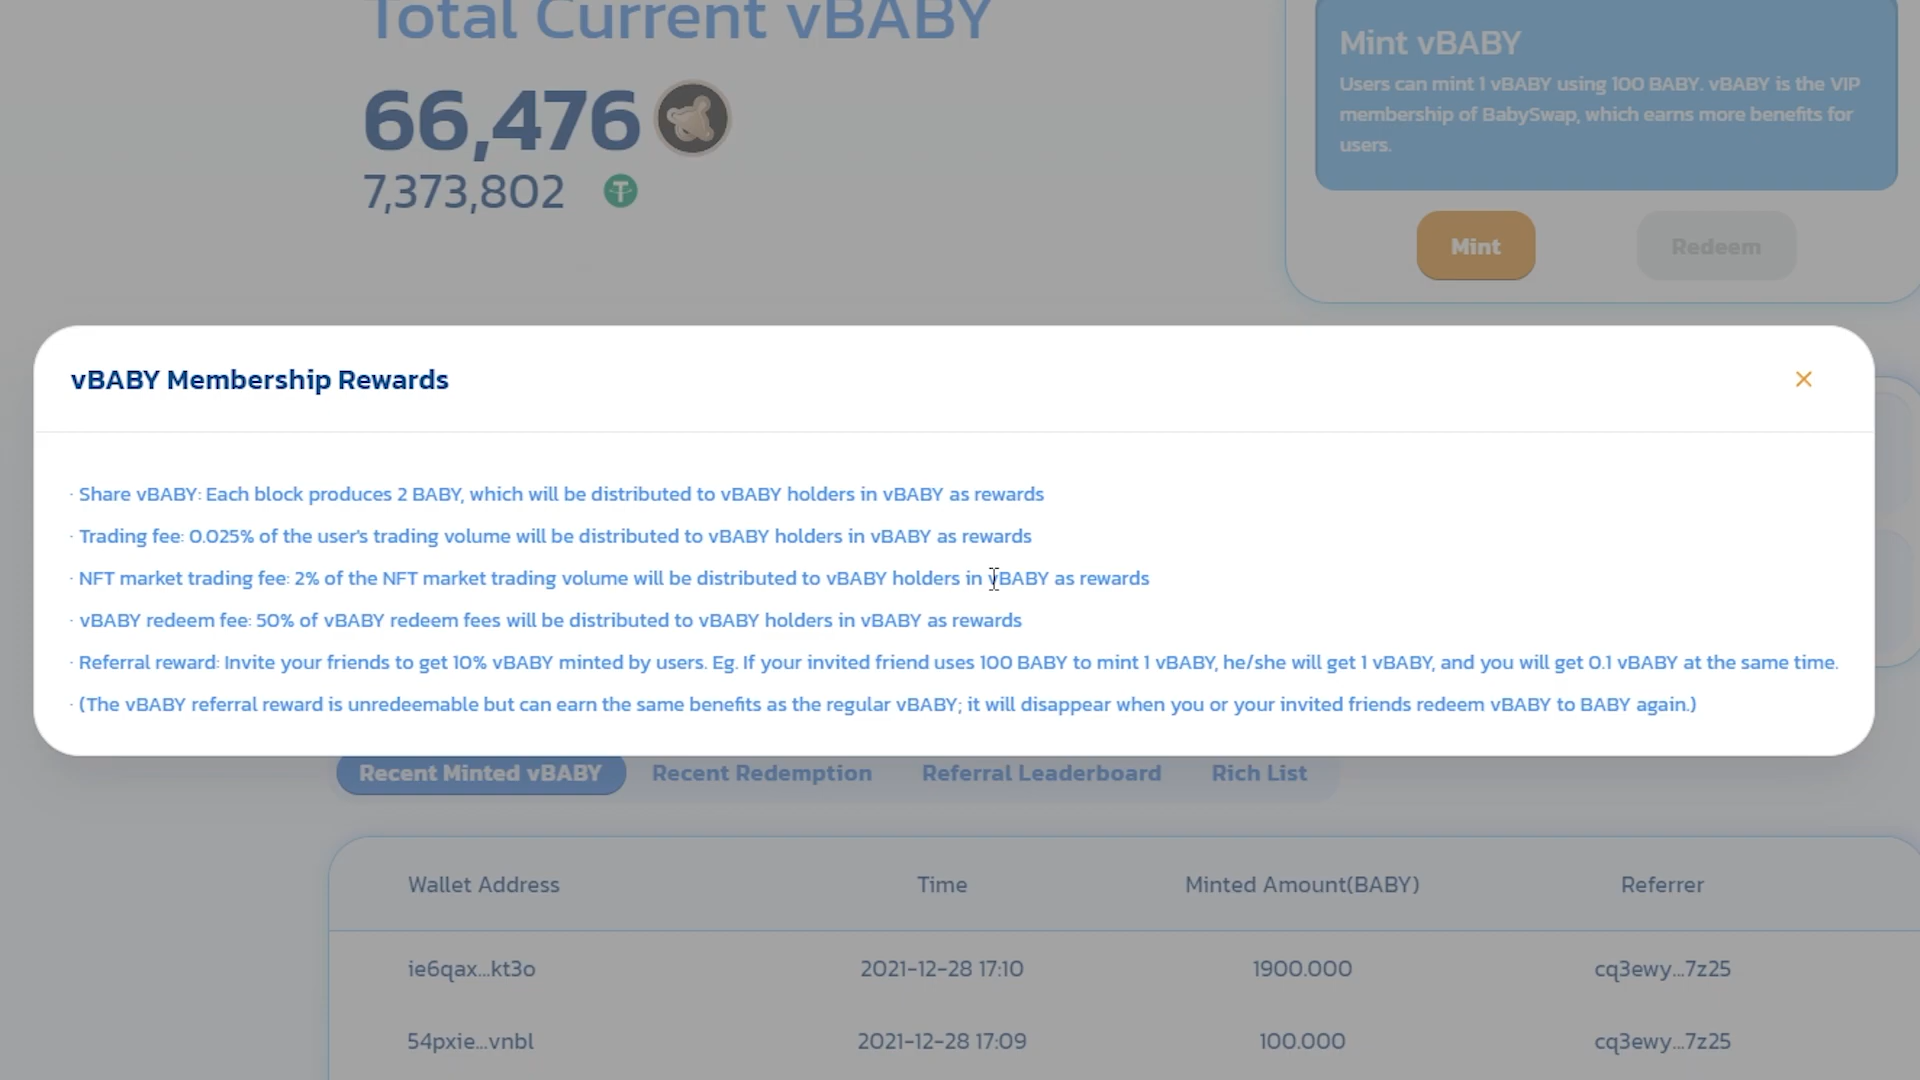 Total Current vBABY
66,476
7,373,802
Mint vBABY
Users can mint 1 vBABY using 100 BABY. vBABY is the VIP
membership of BabySwap, which earns more benefits for
users.
Mint
Redeem
vBABY Membership Rewards
· Share vBABY: Each block produces 2 BABY, which will be distributed to vBABY holders in vBABY as rewards
· Trading fee: 0.025% of the user's trading volume will be distributed to vBABY holders in vBABY as rewards
· NFT market trading fee: 2% of the NFT market trading volume will be distributed to vBABY holders in vBABY as rewards
· vBABY redeem fee: 50% of vBABY redeem fees will be distributed to vBABY holders in vBABY as rewards
· Referral reward: Invite your friends to get 10% vBABY minted by users. Eg. If your invited friend uses 100 BABY to mint 1 vBABY, he/she will get 1 vBABY, and you will get 0.1 vBABY at the same time.
· (The vBABY referral reward is unredeemable but can earn the same benefits as the regular vBABY; it will disappear when you or your invited friends redeem vBABY to BABY again.)
Recent Minted vBABY
Recent Redemption
Referral Leaderboard
Rich List
Wallet Address
Time
Minted Amount(BABY)
Referrer
ie6qax...kt3o
2021-12-28 17:10
1900.000
cq3ewy...7z25
54pxie...vnbl
2021-12-28 17:09
100.000
cq3ewy...7z25